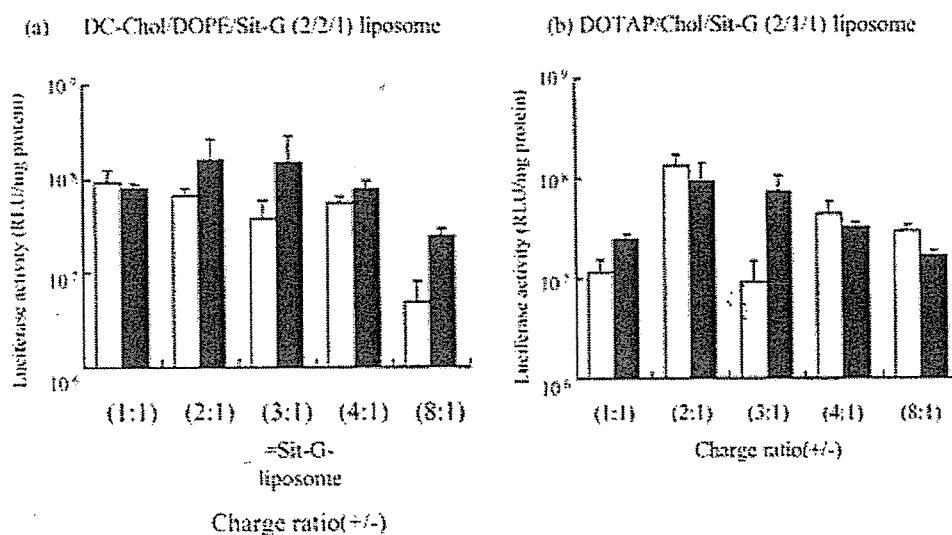 (a) DC-Chol/DOPE/Sit-G (2/2/1) liposome
Luciferase activity (RLU/mg protein)
10⁹
10⁸
10⁷
10⁶
(1:1) (2:1) (3:1) (4:1) (8:1)
=Sit-G-
liposome
Charge ratio(+/-)
(b) DOTAP/Chol/Sit-G (2/1/1) liposome
Luciferase activity (RLU/mg protein)
10⁹
10⁸
10⁷
10⁶
(1:1) (2:1) (3:1) (4:1) (8:1)
Charge ratio(+/-)